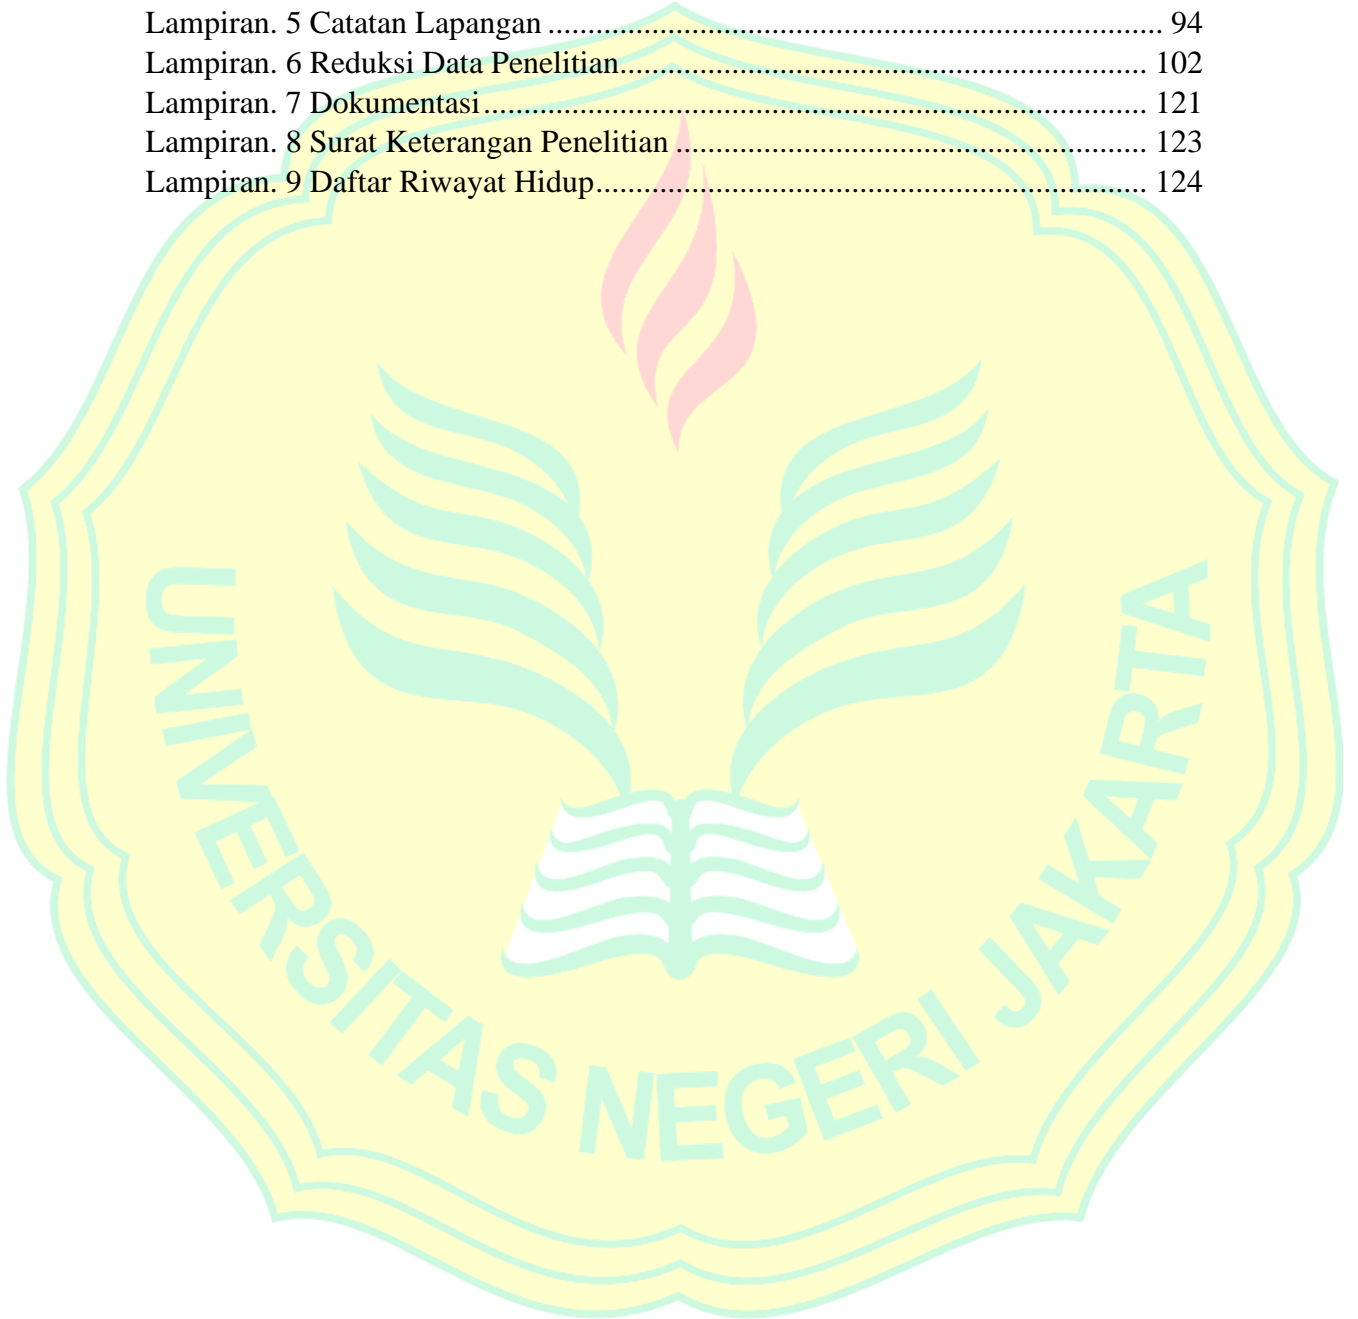 Lampiran. 5 Catatan Lapangan ............................................................................. 94
Lampiran. 6 Reduksi Data Penelitian.................................................................. 102
Lampiran. 7 Dokumentasi................................................................................... 121
Lampiran. 8 Surat Keterangan Penelitian ........................................................... 123
Lampiran. 9 Daftar Riwayat Hidup..................................................................... 124
UNIVERSITAS NEGERI JAKARTA